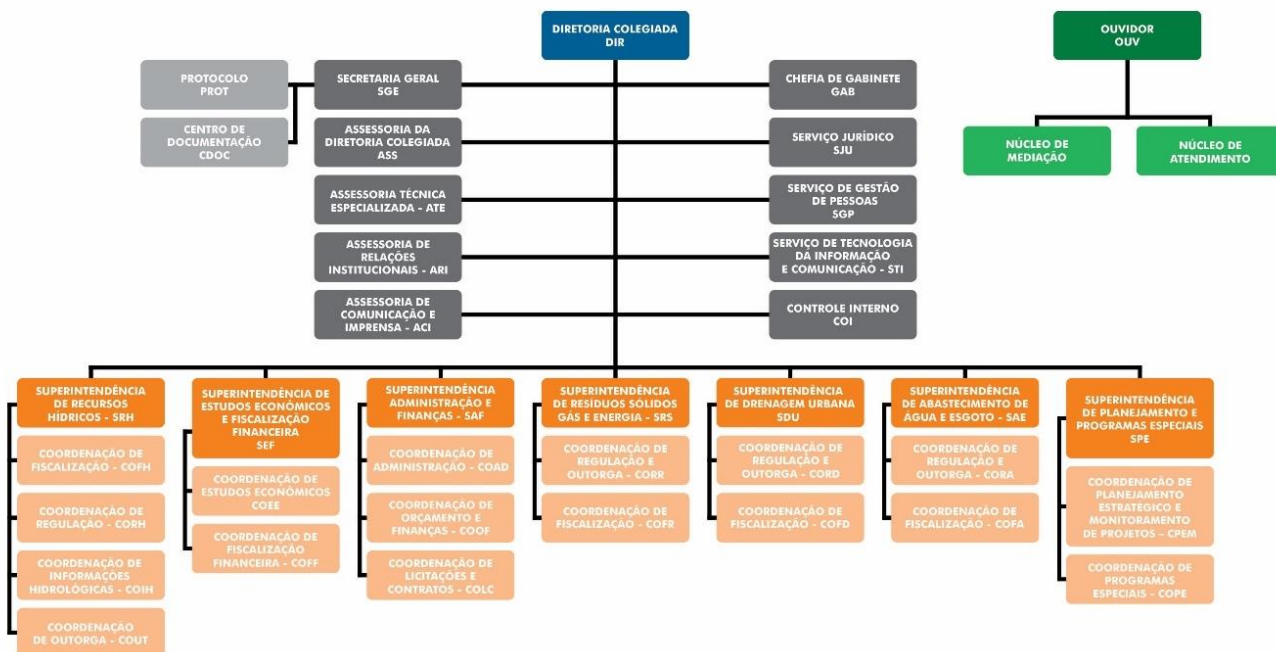 DIRETORIA COLEGIADA
DIR
OUVIDOR
OUV
PROTOCOLO
PROT
SECRETARIA GERAL
SGE
CHEFIA DE GABINETE
GAB
CENTRO DE
DOCUMENTAÇÃO
CDOC
ASSESSORIA DA
DIRETORIA COLEGIADA
ASS
SERVIÇO JURÍDICO
SJU
NÚCLEO DE
MEDIAÇÃO
NÚCLEO DE
ATENDIMENTO
ASSESSORIA TÉCNICA
ESPECIALIZADA - ATE
SERVIÇO DE GESTÃO
DE PESSOAS
SGP
ASSESSORIA DE
RELAÇÕES
INSTITUCIONAIS - ARI
SERVIÇO DE TECNOLOGIA
DA INFORMAÇÃO
E COMUNICAÇÃO - STI
ASSESSORIA DE
COMUNICAÇÃO E
IMPRENSA - ACI
CONTROLE INTERNO
COI
SUPERINTENDÊNCIA
DE RECURSOS
HÍDRICOS - SRH
COORDENAÇÃO DE
FISCALIZAÇÃO - COFH
COORDENAÇÃO DE
REGULAÇÃO - CORH
COORDENAÇÃO DE
INFORMAÇÕES
HIDROLÓGICAS - COIH
COORDENAÇÃO
DE OUTORGA - COUT
SUPERINTENDÊNCIA DE
ESTUDOS ECONÔMICOS
E FISCALIZAÇÃO
FINANCEIRA
SEF
COORDENAÇÃO DE
ESTUDOS ECONÔMICOS
COEE
COORDENAÇÃO DE
FISCALIZAÇÃO
FINANCEIRA - COFF
SUPERINTENDÊNCIA
ADMINISTRAÇÃO E
FINANÇAS - SAF
COORDENAÇÃO DE
ADMINISTRAÇÃO - COAD
COORDENAÇÃO DE
ORÇAMENTO E
FINANÇAS - COOF
COORDENAÇÃO DE
LICITAÇÕES E
CONTRATOS - COLC
SUPERINTENDÊNCIA
DE RESÍDUOS SÓLIDOS
GÁS E ENERGIA - SRS
COORDENAÇÃO DE
REGULAÇÃO E
OUTORGA - CORR
COORDENAÇÃO DE
FISCALIZAÇÃO - COFR
SUPERINTENDÊNCIA
DE DRENAGEM URBANA
SDU
COORDENAÇÃO DE
REGULAÇÃO E
OUTORGA - CORD
COORDENAÇÃO DE
FISCALIZAÇÃO - COFD
SUPERINTENDÊNCIA
DE ABASTECIMENTO DE
ÁGUA E ESGOTO - SAE
COORDENAÇÃO DE
REGULAÇÃO E
OUTORGA - CORA
COORDENAÇÃO DE
FISCALIZAÇÃO - COFA
SUPERINTENDÊNCIA
DE PLANEJAMENTO E
PROGRAMAS ESPECIAIS
SPE
COORDENAÇÃO DE
PLANEJAMENTO
ESTRATÉGICO E
MONITORAMENTO
DE PROJETOS – CPEM
COORDENAÇÃO DE
PROGRAMAS
ESPECIAIS - COPE